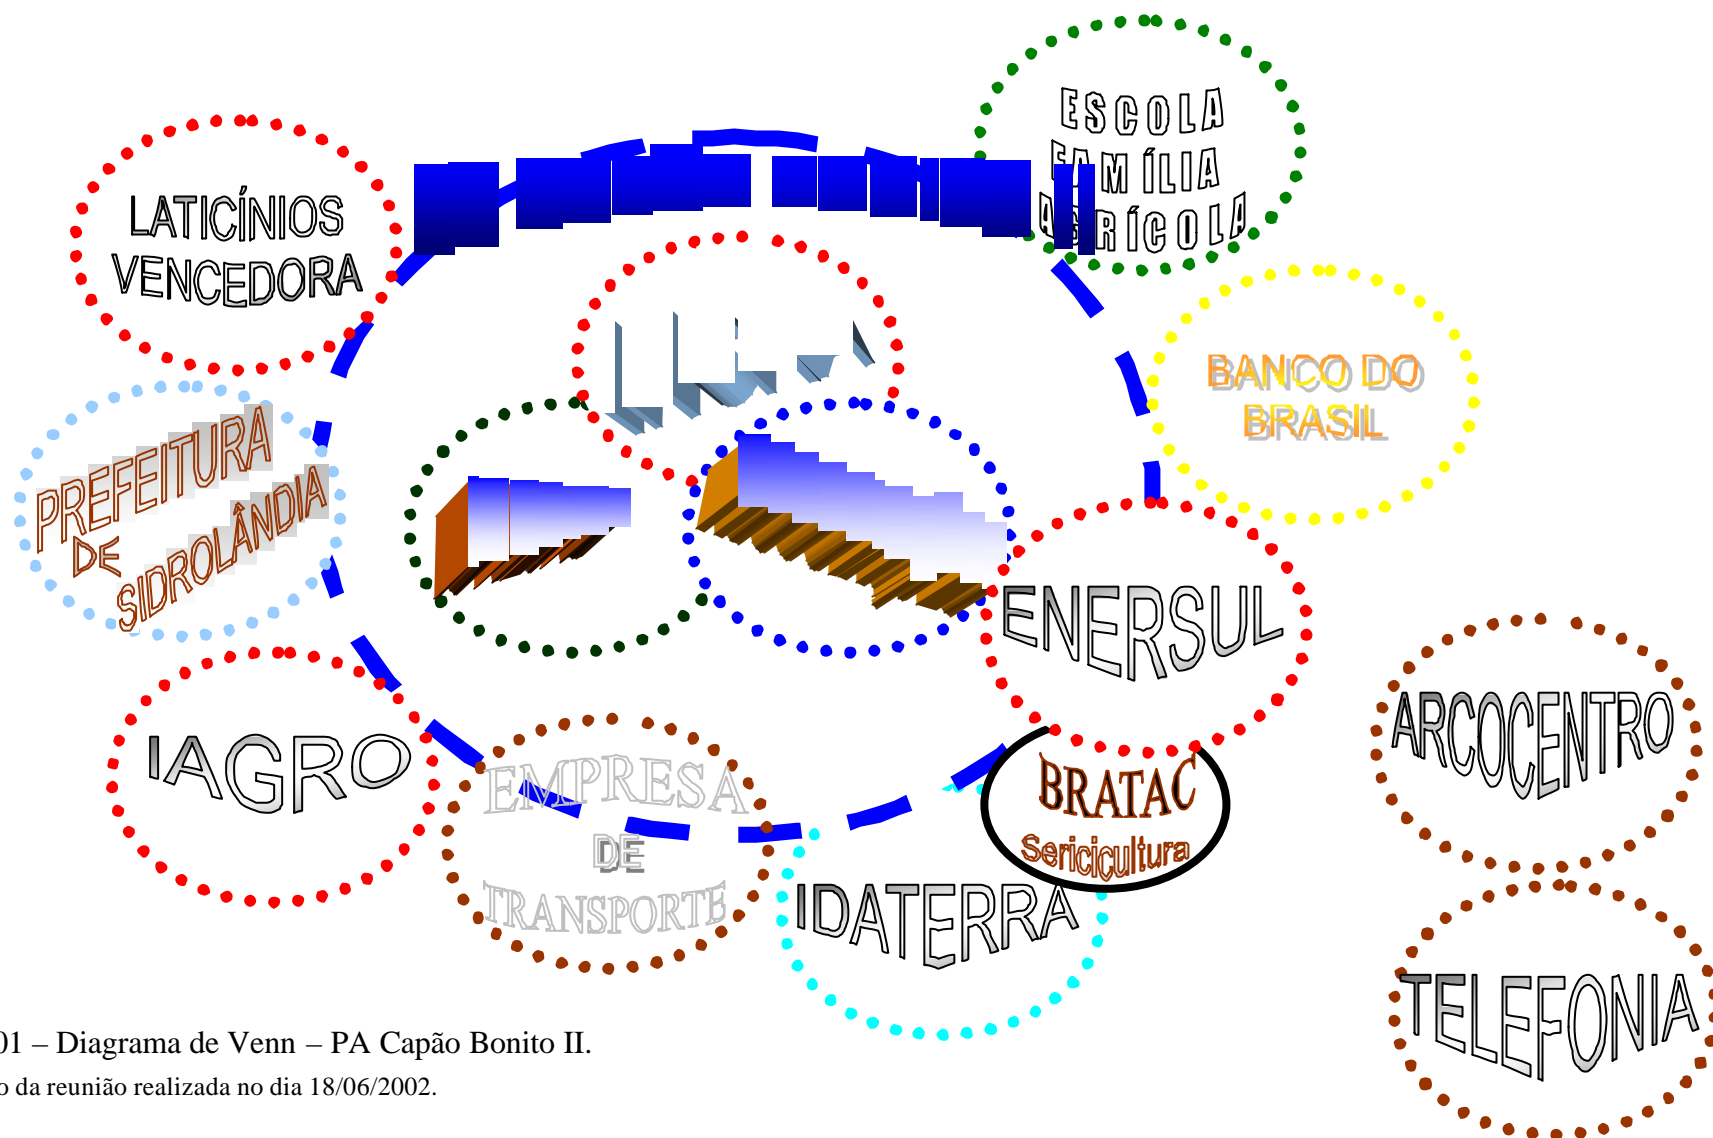 ESCOLA
FAMÍLIA
AGRÍCOLA
LATICÍNIOS
VENCEDORA
BANCO DO
BRASIL
PREFEITURA
DE
SIDROLÂNDIA
ENERSUL
ARCOCENTRO
IAGRO
EMPRESA
DE
TRANSPORTE
BRATAC
Sericicultura
IDATERRA
TELEFONIA
01 – Diagrama de Venn – PA Capão Bonito II.
o da reunião realizada no dia 18/06/2002.